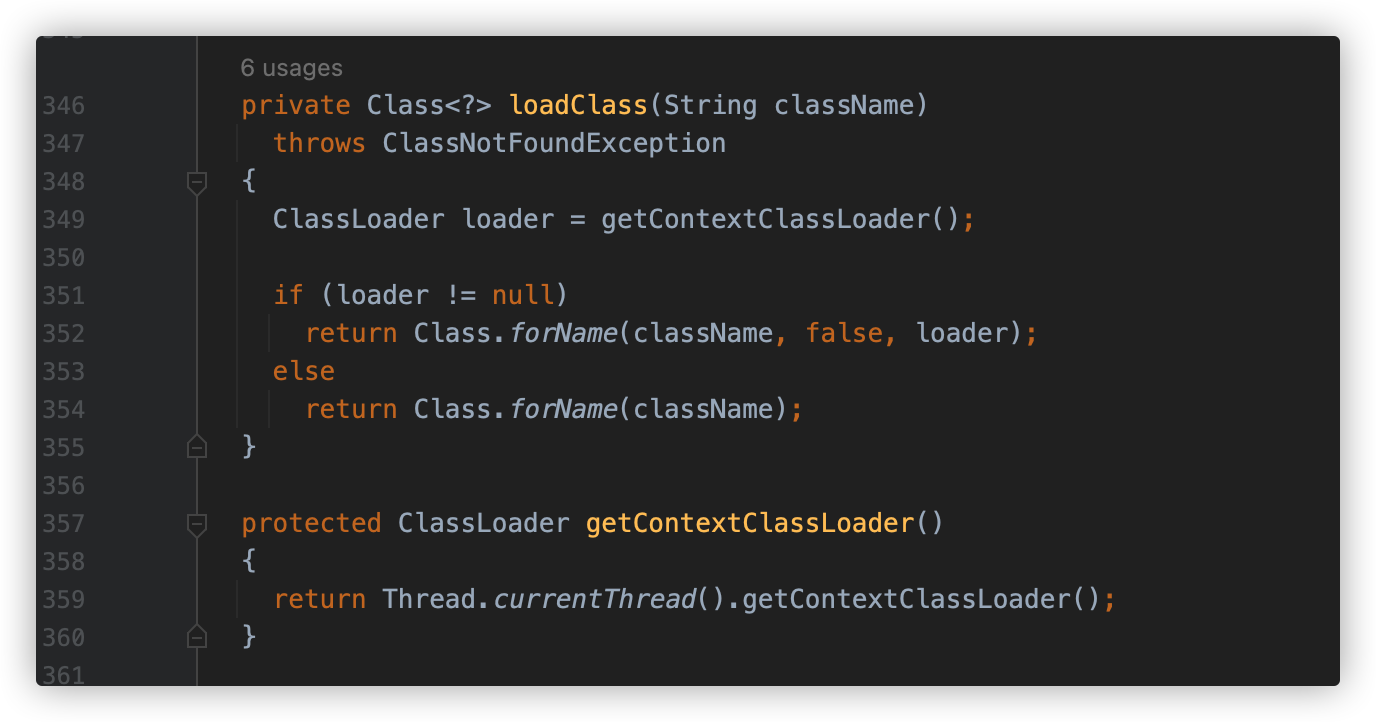 6 usages
346 private Class<?> loadClass(String className)
347 throws ClassNotFoundException
348 {
349 ClassLoader loader = getContextClassLoader();
350
351 if (loader != null)
352 return Class.forName(className, false, loader);
353 else
354 return Class.forName(className);
355 }
356
357 protected ClassLoader getContextClassLoader()
358 {
359 return Thread.currentThread().getContextClassLoader();
360 }
361